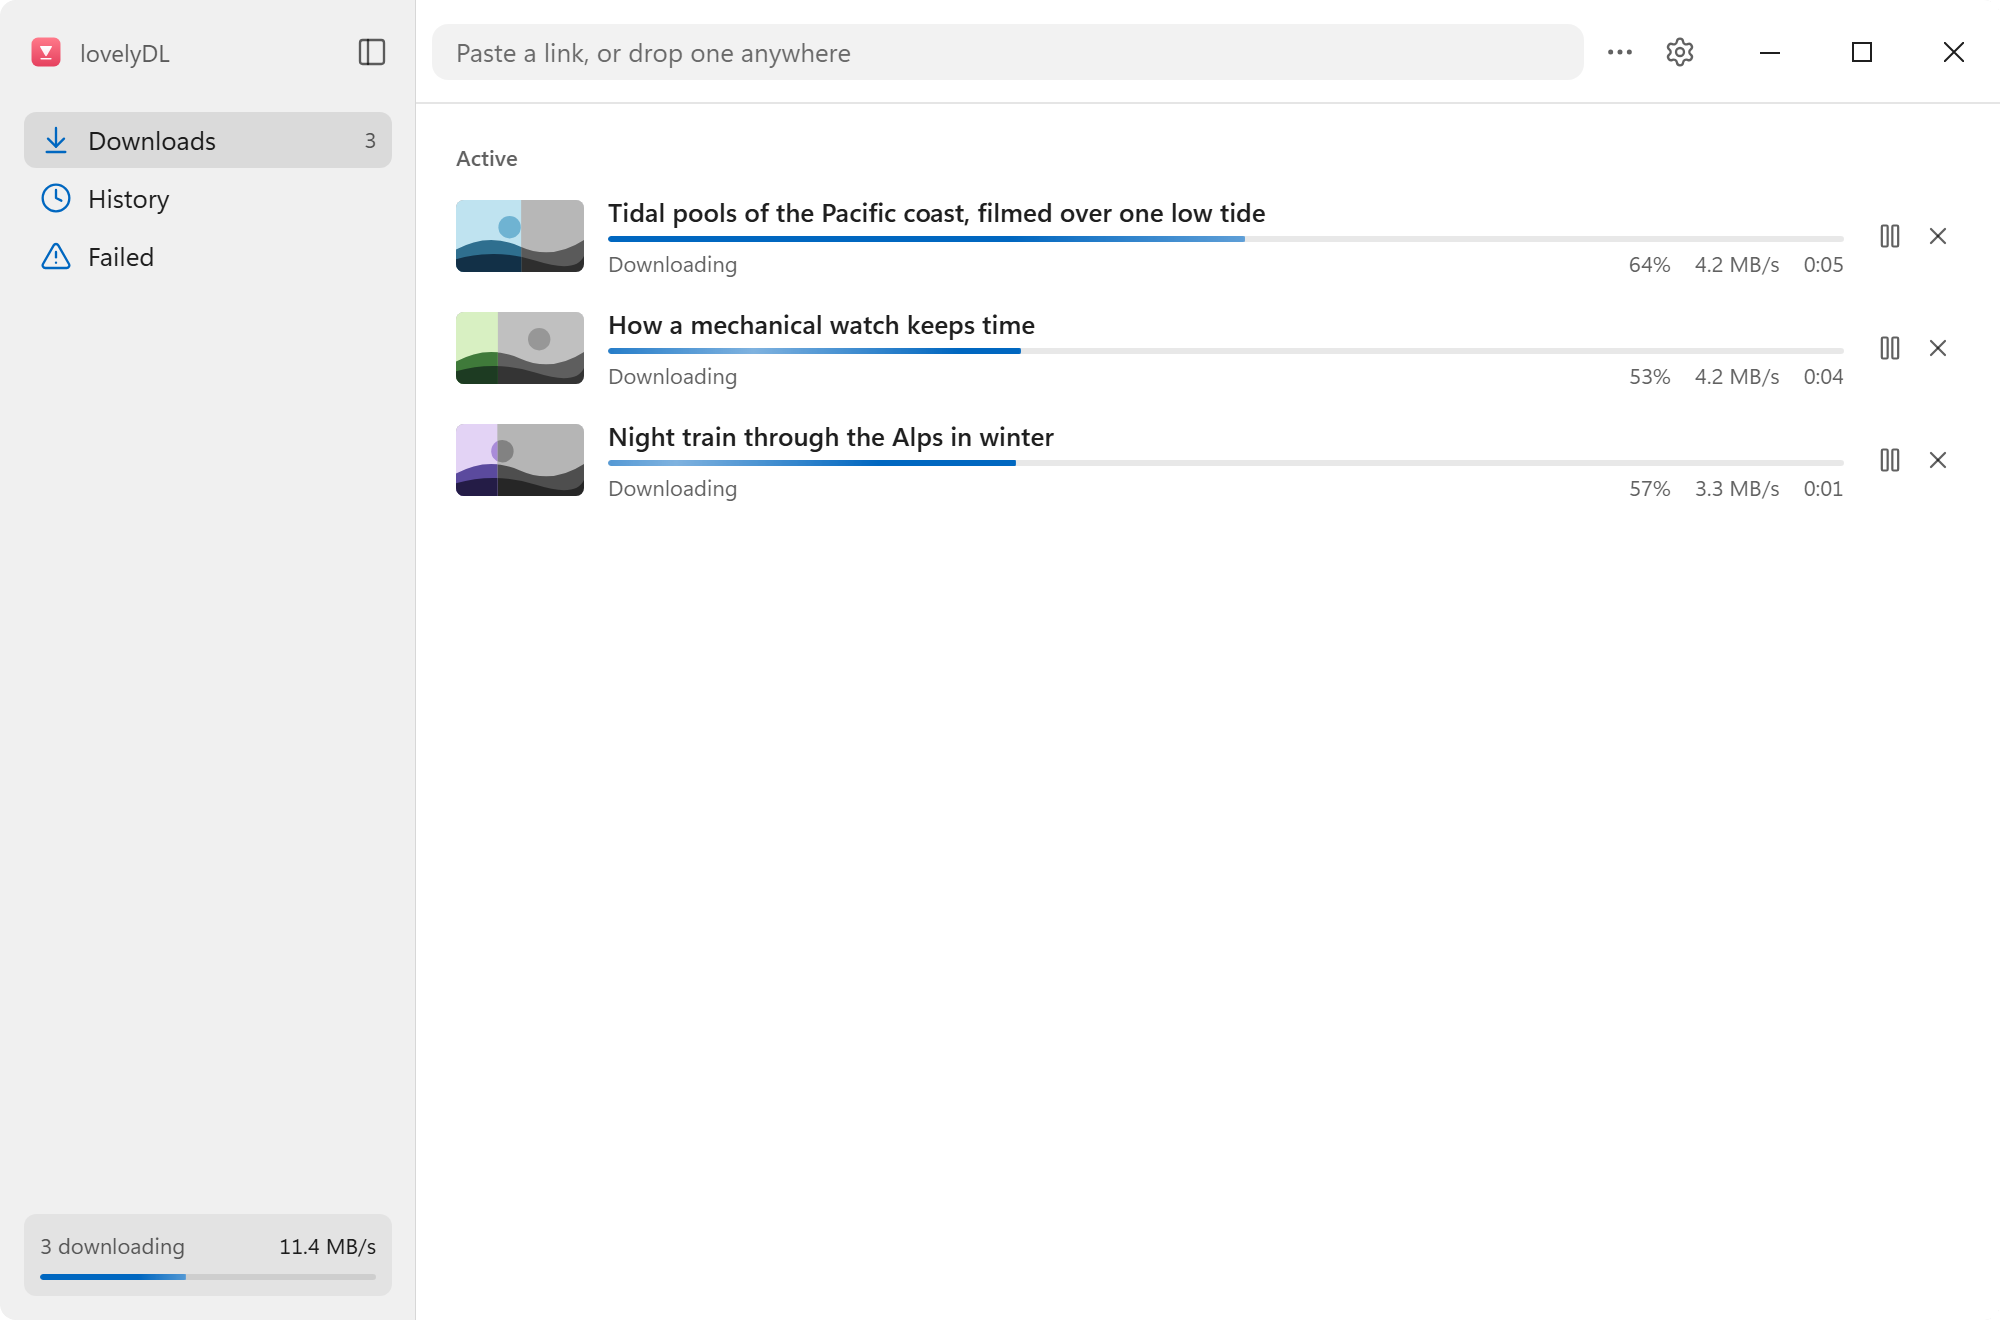 lovelyDL
Paste a link, or drop one anywhere
Downloads 3
History
Failed
Active
Tidal pools of the Pacific coast, filmed over one low tide
Downloading 64% 4.2 MB/s 0:05
How a mechanical watch keeps time
Downloading 53% 4.2 MB/s 0:04
Night train through the Alps in winter
Downloading 57% 3.3 MB/s 0:01
3 downloading 11.4 MB/s